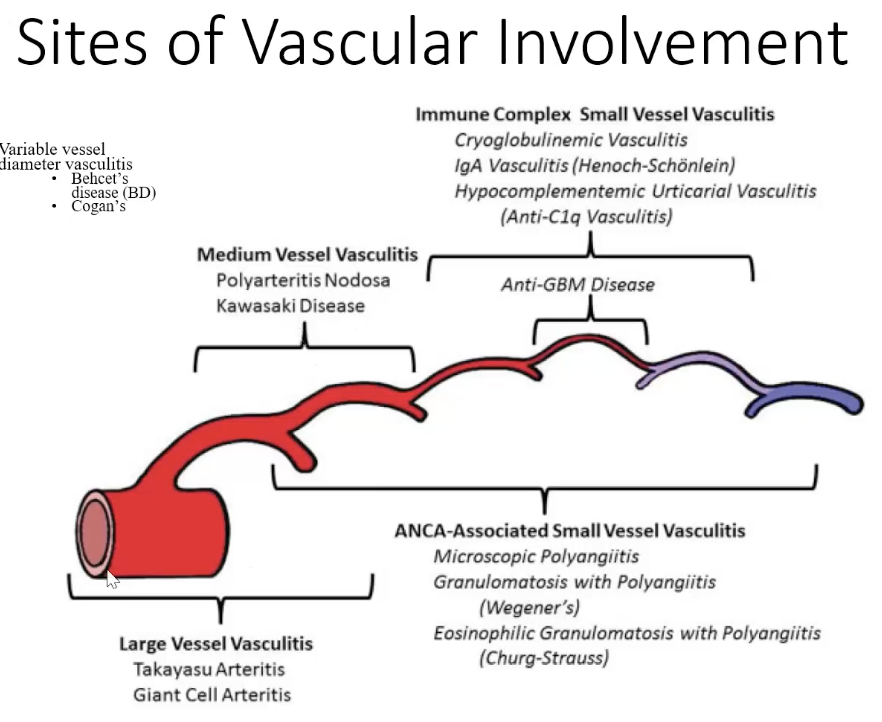 Sites of Vascular Involvement
Variable vessel
diameter vasculitis
• Behcet's
disease (BD)
• Cogan's
Immune Complex Small Vessel Vasculitis
Cryoglobulinemic Vasculitis
IgA Vasculitis (Henoch-Schönlein)
Hypocomplementemic Urticarial Vasculitis
(Anti-C1q Vasculitis)
Medium Vessel Vasculitis
Polyarteritis Nodosa
Kawasaki Disease
Anti-GBM Disease
ANCA-Associated Small Vessel Vasculitis
Microscopic Polyangiitis
Granulomatosis with Polyangiitis
(Wegener's)
Eosinophilic Granulomatosis with Polyangiitis
(Churg-Strauss)
Large Vessel Vasculitis
Takayasu Arteritis
Giant Cell Arteritis